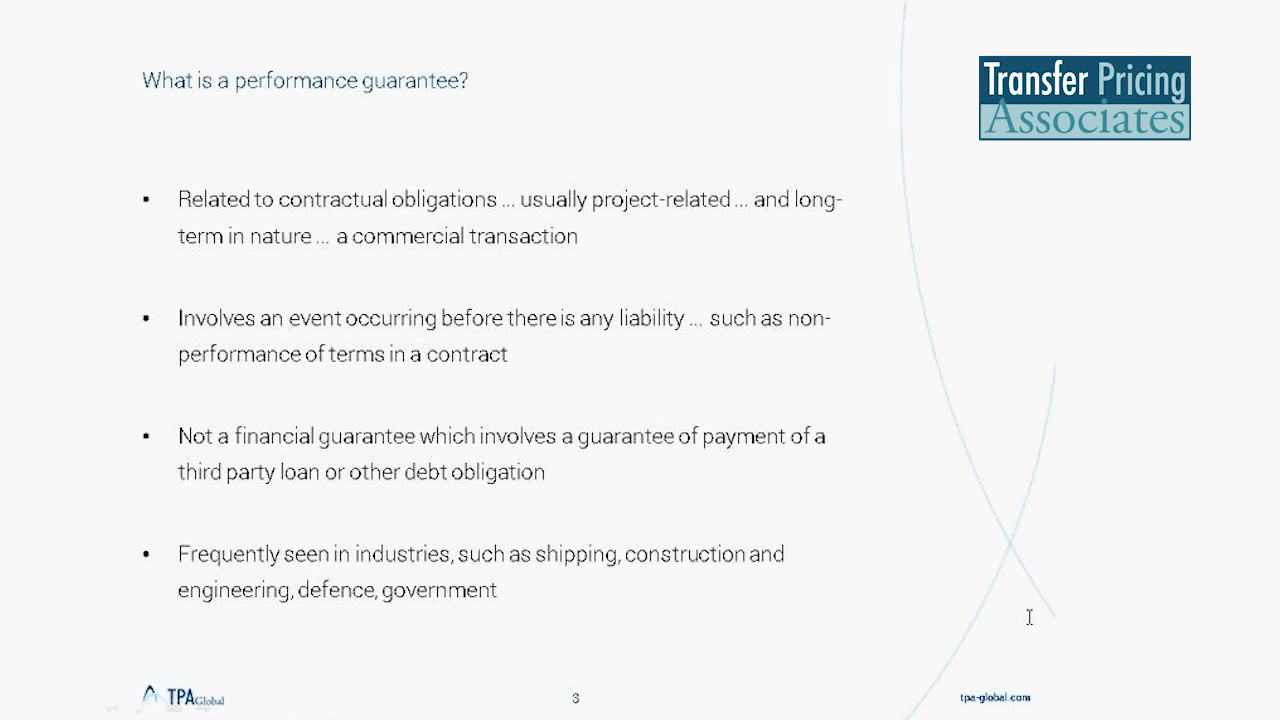 What is a performance guarantee?
Transfer Pricing
Associates
• Related to contractual obligations ... usually project-related ... and long-
term in nature ... a commercial transaction
• Involves an event occurring before there is any liability ... such as non-
performance of terms in a contract
• Not a financial guarantee which involves a guarantee of payment of a
third party loan or other debt obligation
• Frequently seen in industries, such as shipping, construction and
engineering, defence, government
TPA Global
3
tpa-global.com